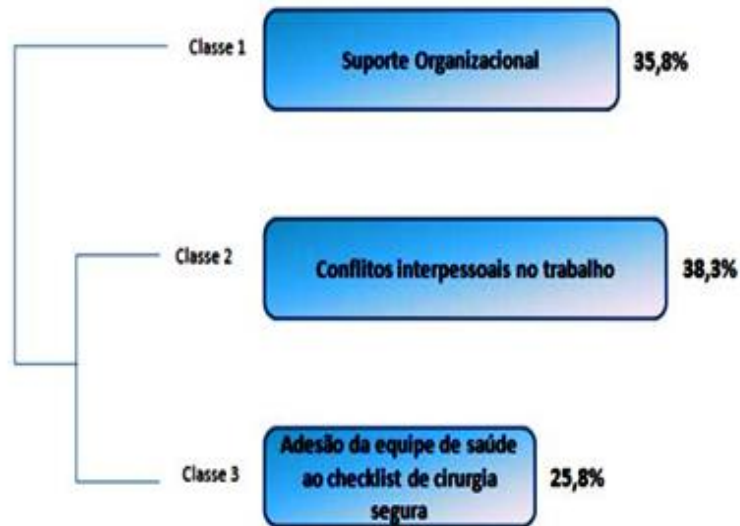 Classe 1
Suporte Organizacional
35,8%
Classe 2
Conflitos interpessoais no trabalho
38,3%
Classe 3
Adesão da equipe de saúde
ao checklist de cirurgia
segura
25,8%